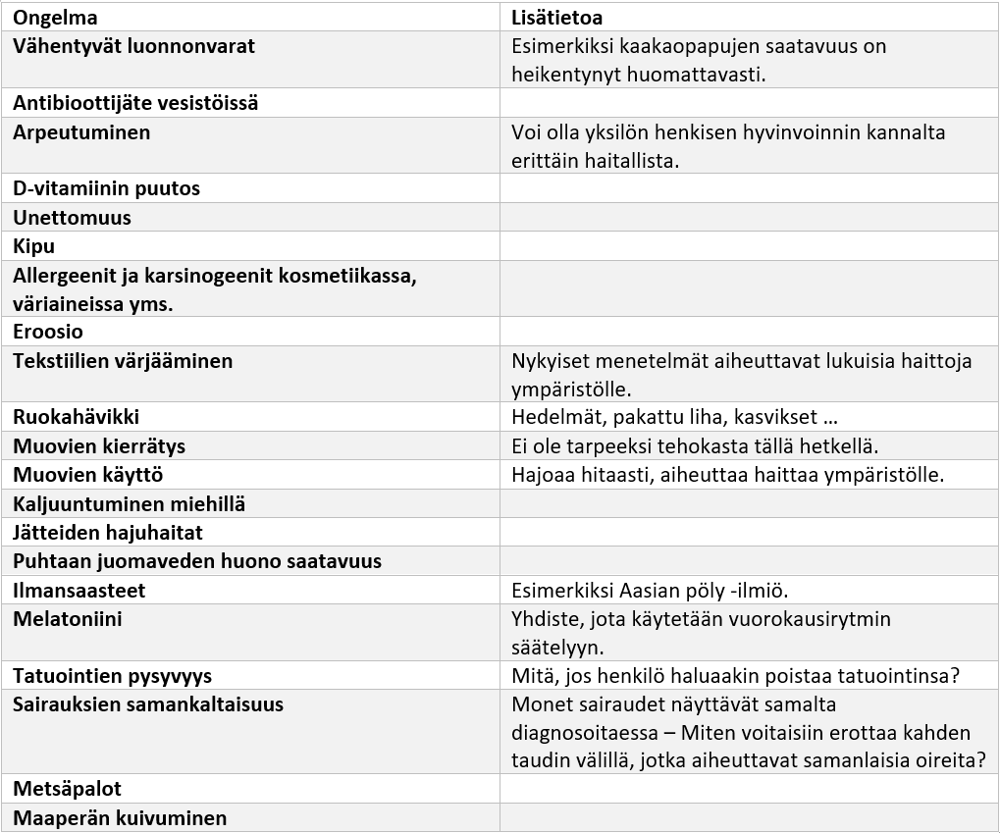 Ongelma Lisätietoa
Vähentyvät luonnonvarat Esimerkiksi kaakaopapujen saatavuus on
heikentynyt huomattavasti.
Antibioottijäte vesistöissä
Arpeutuminen Voi olla yksilön henkisen hyvinvoinnin kannalta
erittäin haitallista.
D-vitamiinin puutos
Unettomuus
Kipu
Allergeenit ja karsinogeenit kosmetiikassa,
väriaineissa yms.
Eroosio
Tekstiilien värjääminen Nykyiset menetelmät aiheuttavat lukuisia haittoja
ympäristölle.
Ruokahävikki Hedelmät, pakattu liha, kasvikset …
Muovien kierrätys Ei ole tarpeeksi tehokasta tällä hetkellä.
Muovien käyttö Hajoaa hitaasti, aiheuttaa haittaa ympäristölle.
Kaljuuntuminen miehillä
Jätteiden hajuhaitat
Puhtaan juomaveden huono saatavuus
Ilmansaasteet Esimerkiksi Aasian pöly -ilmiö.
Melatoniini Yhdiste, jota käytetään vuorokausirytmin
säätelyyn.
Tatuointien pysyvyys Mitä, jos henkilö haluaakin poistaa tatuointinsa?
Sairauksien samankaltaisuus Monet sairaudet näyttävät samalta
diagnosoitaessa – Miten voitaisiin erottaa kahden
taudin välillä, jotka aiheuttavat samanlaisia oireita?
Metsäpalot
Maaperän kuivuminen